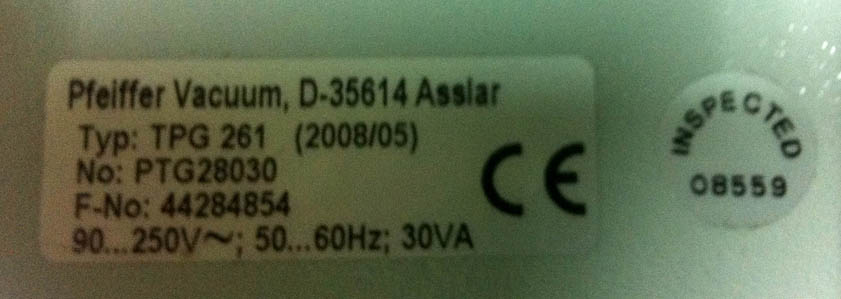 Pfeiffer Vacuum, D-35614 Asslar
Typ: TPG 261 (2008/05)
No: PTG28030
F-No: 44284854
90...250V~; 50...60Hz; 30VA
CE
INSPECTED
08559